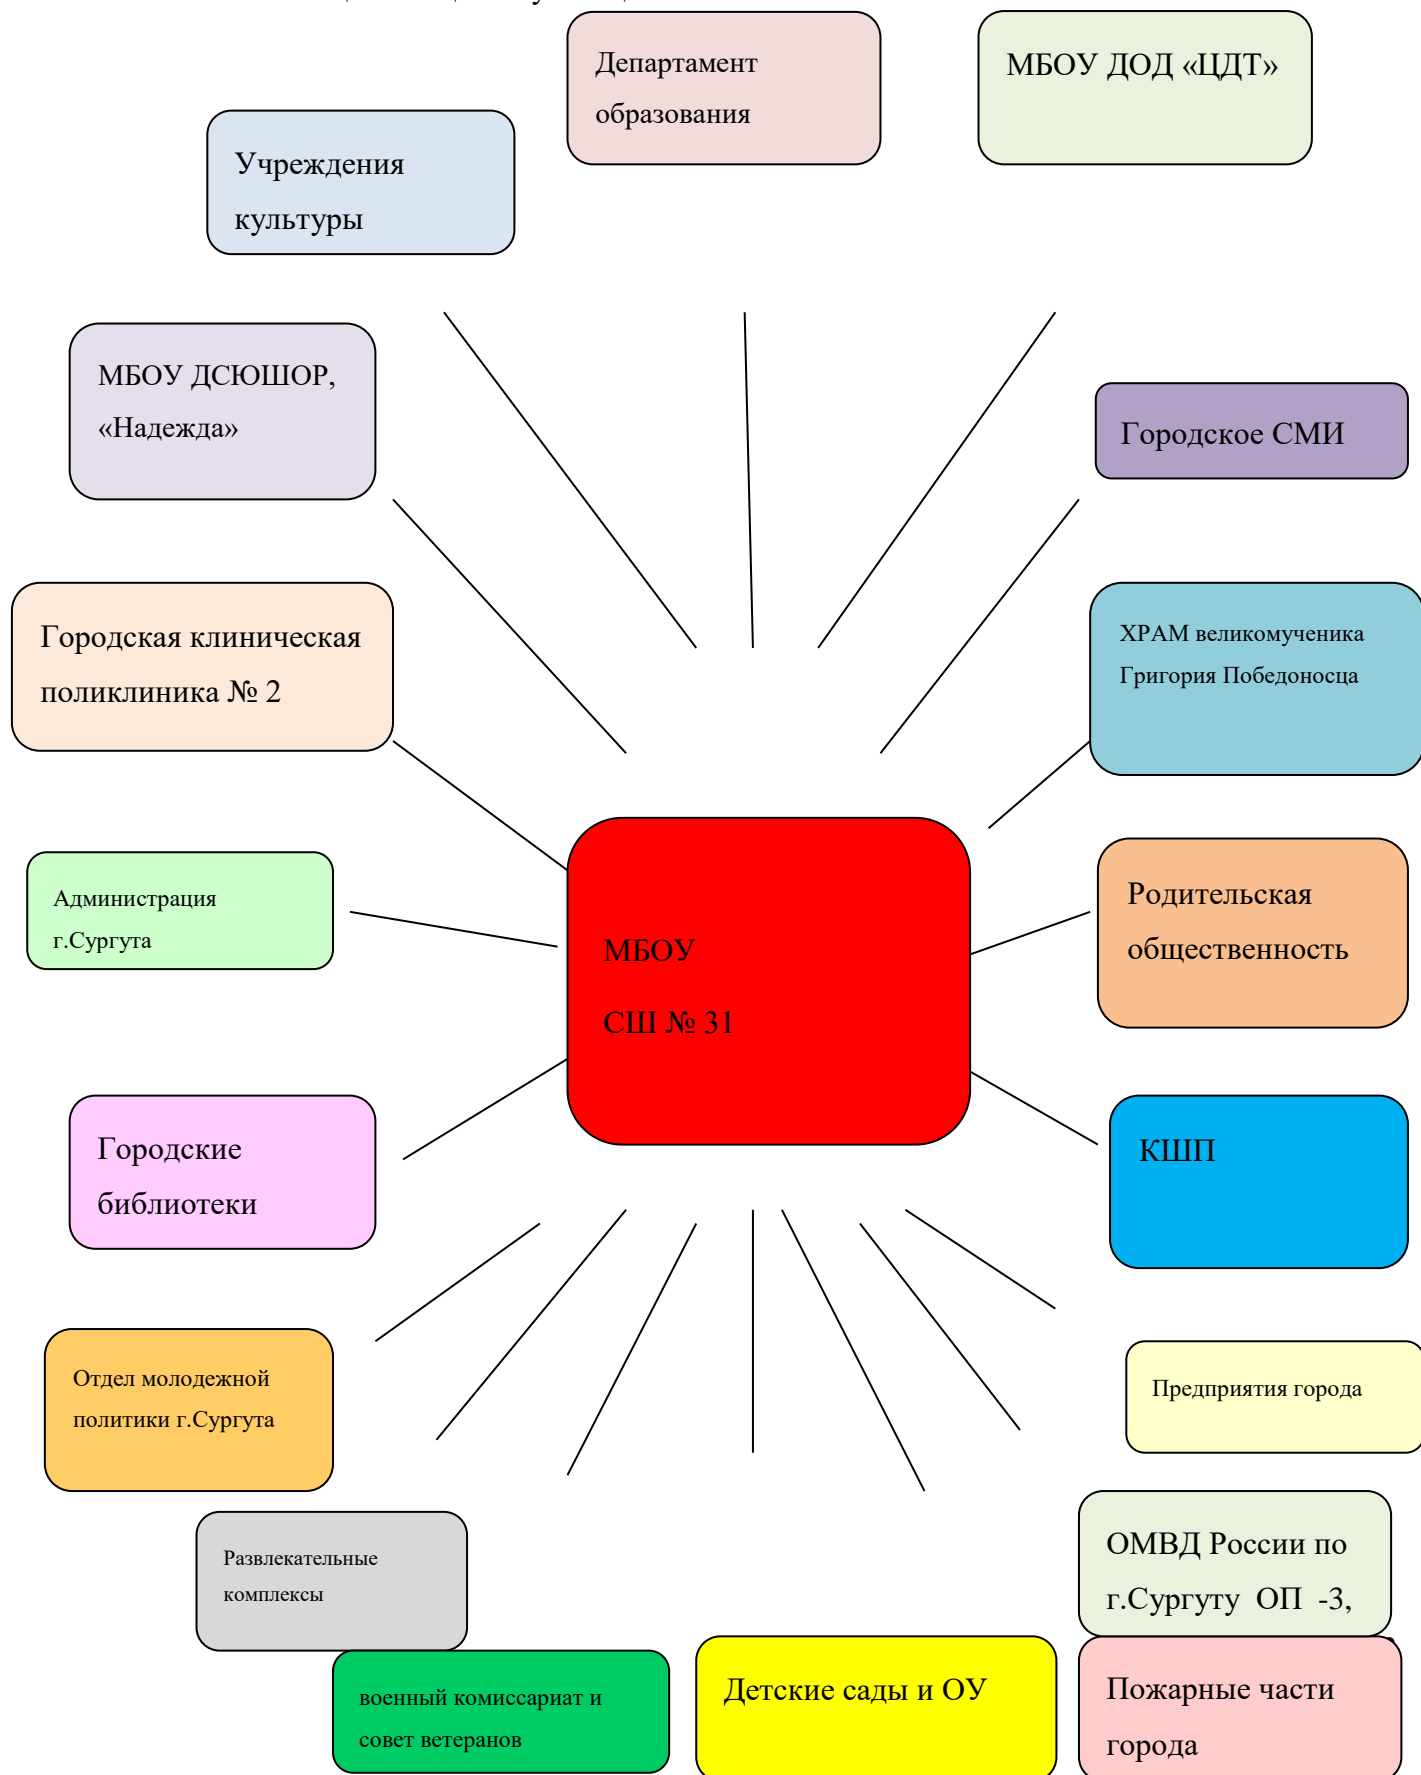 Департамент
образования
МБОУ ДОД «ЦДТ»
Учреждения
культуры
МБОУ ДСЮШОР,
«Надежда»
Городское СМИ
Городская клиническая
поликлиника № 2
ХРАМ великомученика
Григория Победоносца
Администрация
г.Сургута
МБОУ
СШ № 31
Родительская
общественность
Городские
библиотеки
КШП
Отдел молодежной
политики г.Сургута
Предприятия города
Развлекательные
комплексы
ОМВД России по
г.Сургуту ОП -3,
военный комиссариат и
совет ветеранов
Детские сады и ОУ
Пожарные части
города